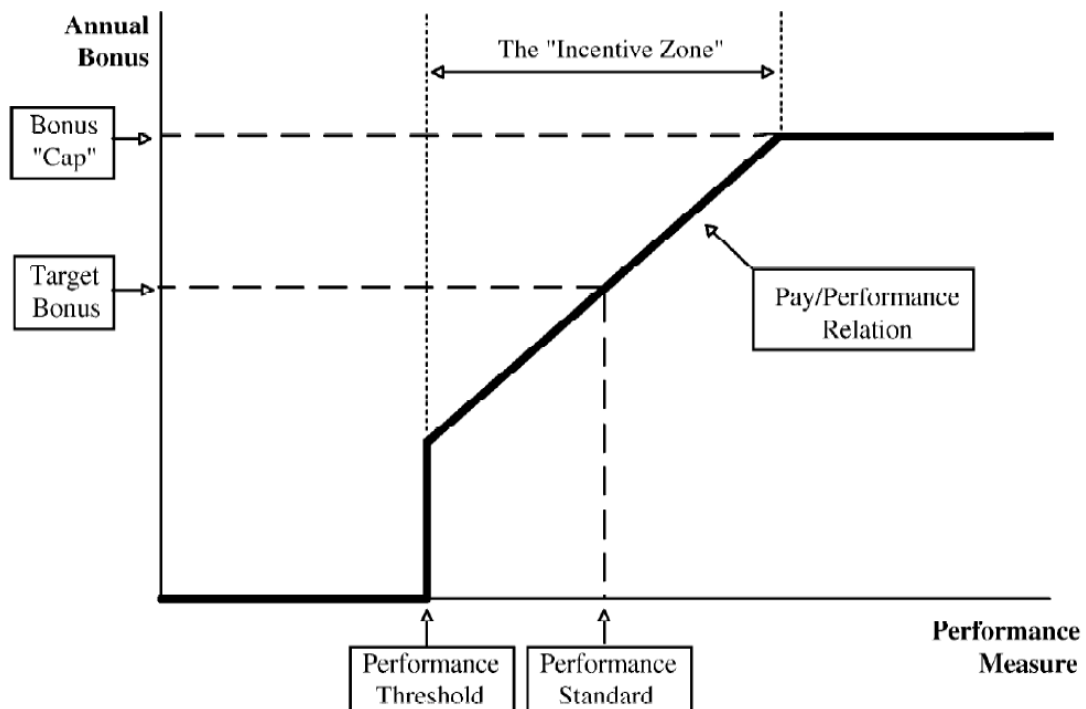 Annual
Bonus
The "Incentive Zone"
Bonus
"Cap"
Target
Bonus
Pay/Performance
Relation
Performance
Measure
Performance
Threshold
Performance
Standard